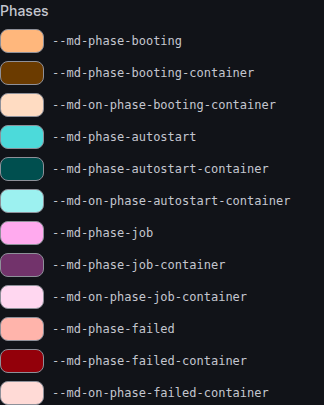 Phases
--md-phase-booting
--md-phase-booting-container
--md-on-phase-booting-container
--md-phase-autostart
--md-phase-autostart-container
--md-on-phase-autostart-container
--md-phase-job
--md-phase-job-container
--md-on-phase-job-container
--md-phase-failed
--md-phase-failed-container
--md-on-phase-failed-container